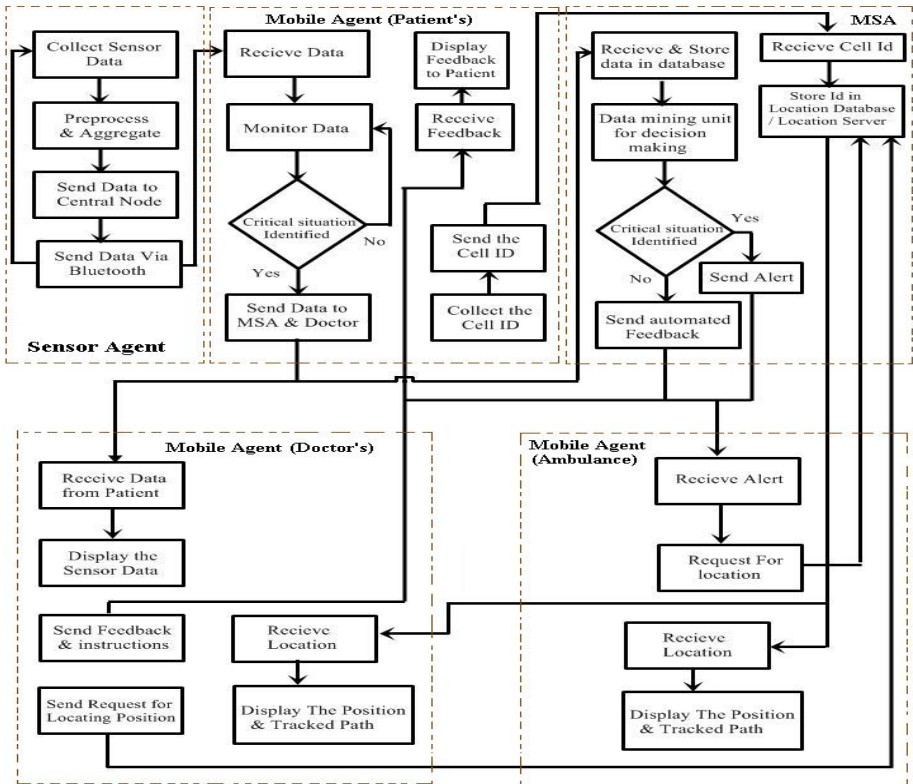 Mobile Agent (Patient's)
MSA
Collect Sensor
Data
Preprocess
& Aggregate
Send Data to
Central Node
Send Data Via
Bluetooth
Sensor Agent
Recieve Data
Monitor Data
Critical situation
Identified
No
Yes
Send Data to
MSA & Doctor
Display
Feedback
to Patient
Receive
Feedback
Send the
Cell ID
Collect the
Cell ID
Recieve & Store
data in database
Data mining unit
for decision
making
Critical situation
Identified
Yes
No
Send Alert
Send automated
Feedback
Recieve Cell Id
Store Id in
Location Database
/ Location Server
Mobile Agent (Doctor's)
Receive Data
from Patient
Display the
Sensor Data
Send Feedback
& instructions
Send Request for
Locating Position
Recieve
Location
Display The Position
& Tracked Path
Mobile Agent
(Ambulance)
Recieve Alert
Request For
location
Recieve
Location
Display The Position
& Tracked Path